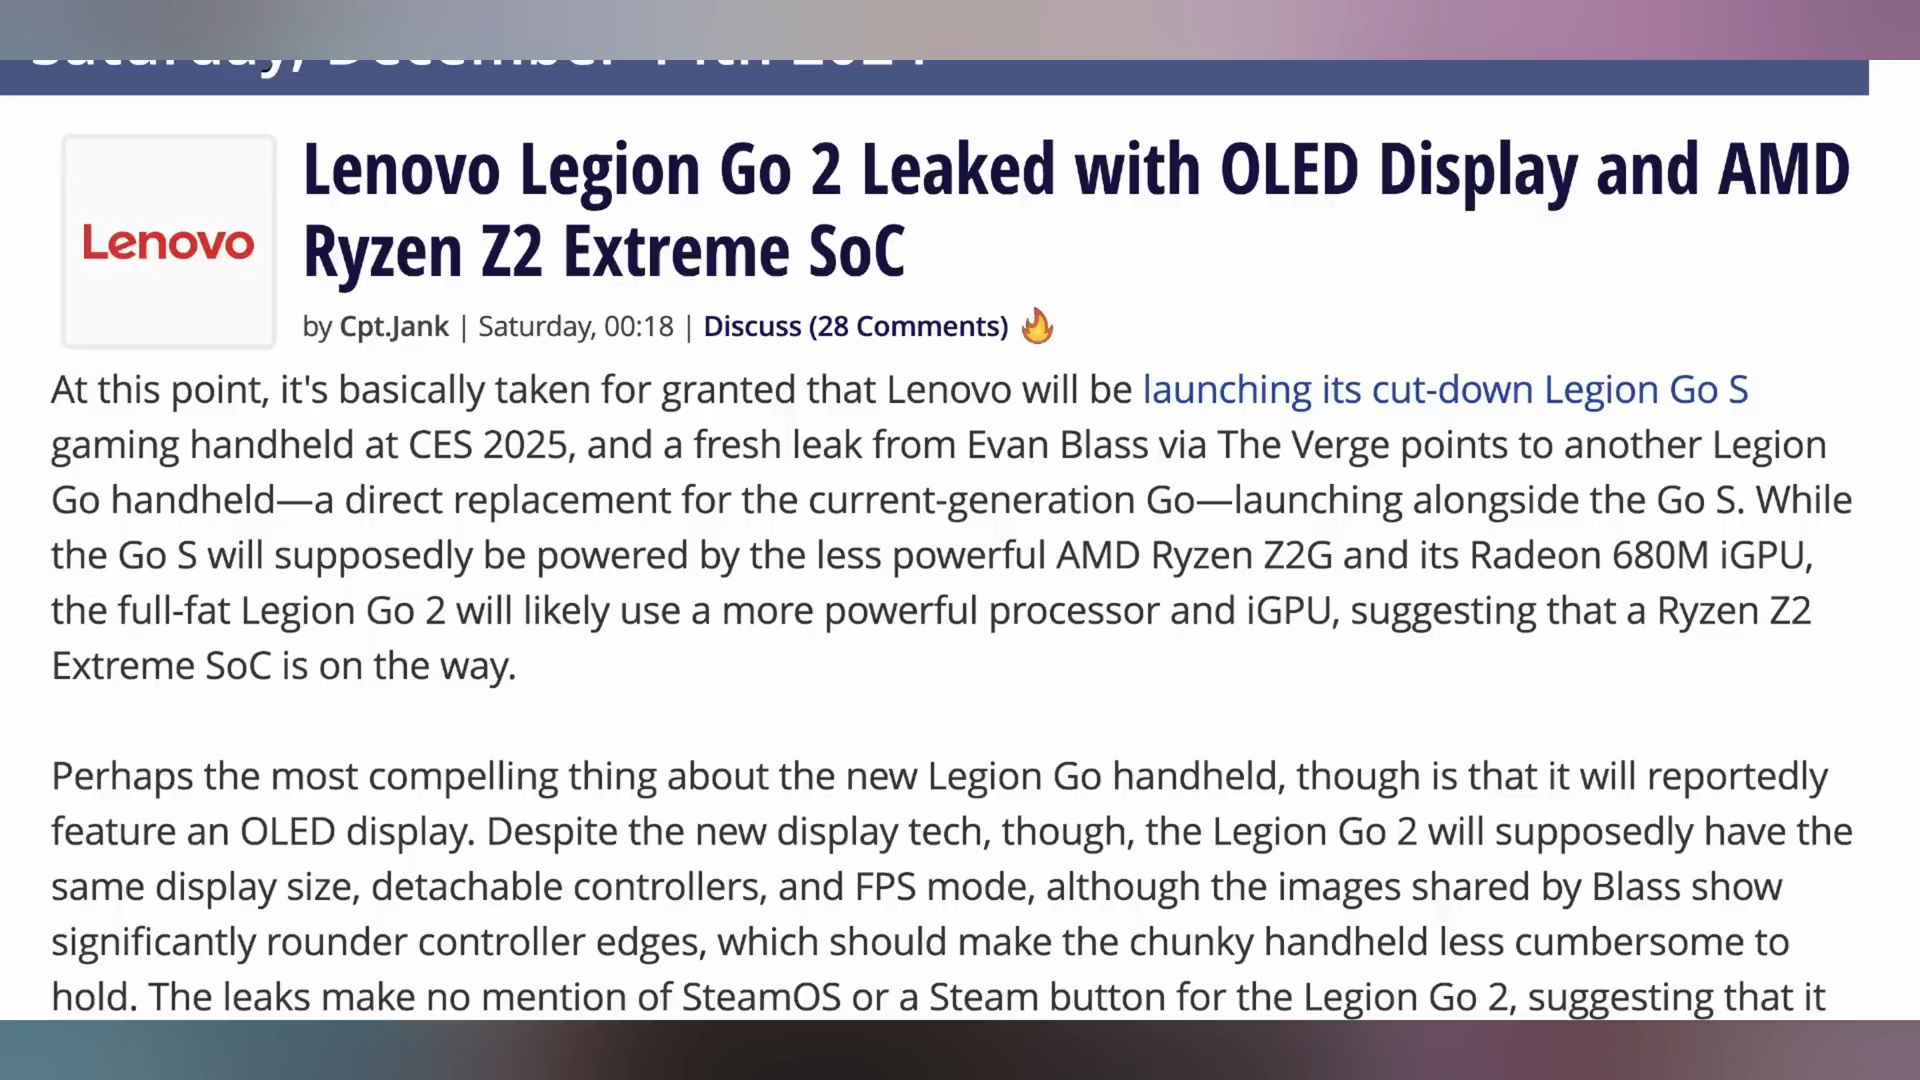 Saturday, December 14th 2024
Lenovo
Lenovo Legion Go 2 Leaked with OLED Display and AMD
Ryzen Z2 Extreme SoC
by Cpt.Jank | Saturday, 00:18 | Discuss (28 Comments)
At this point, it's basically taken for granted that Lenovo will be launching its cut-down Legion Go S
gaming handheld at CES 2025, and a fresh leak from Evan Blass via The Verge points to another Legion
Go handheld—a direct replacement for the current-generation Go—launching alongside the Go S. While
the Go S will supposedly be powered by the less powerful AMD Ryzen Z2G and its Radeon 680M iGPU,
the full-fat Legion Go 2 will likely use a more powerful processor and iGPU, suggesting that a Ryzen Z2
Extreme SoC is on the way.
Perhaps the most compelling thing about the new Legion Go handheld, though is that it will reportedly
feature an OLED display. Despite the new display tech, though, the Legion Go 2 will supposedly have the
same display size, detachable controllers, and FPS mode, although the images shared by Blass show
significantly rounder controller edges, which should make the chunky handheld less cumbersome to
hold. The leaks make no mention of SteamOS or a Steam button for the Legion Go 2, suggesting that it